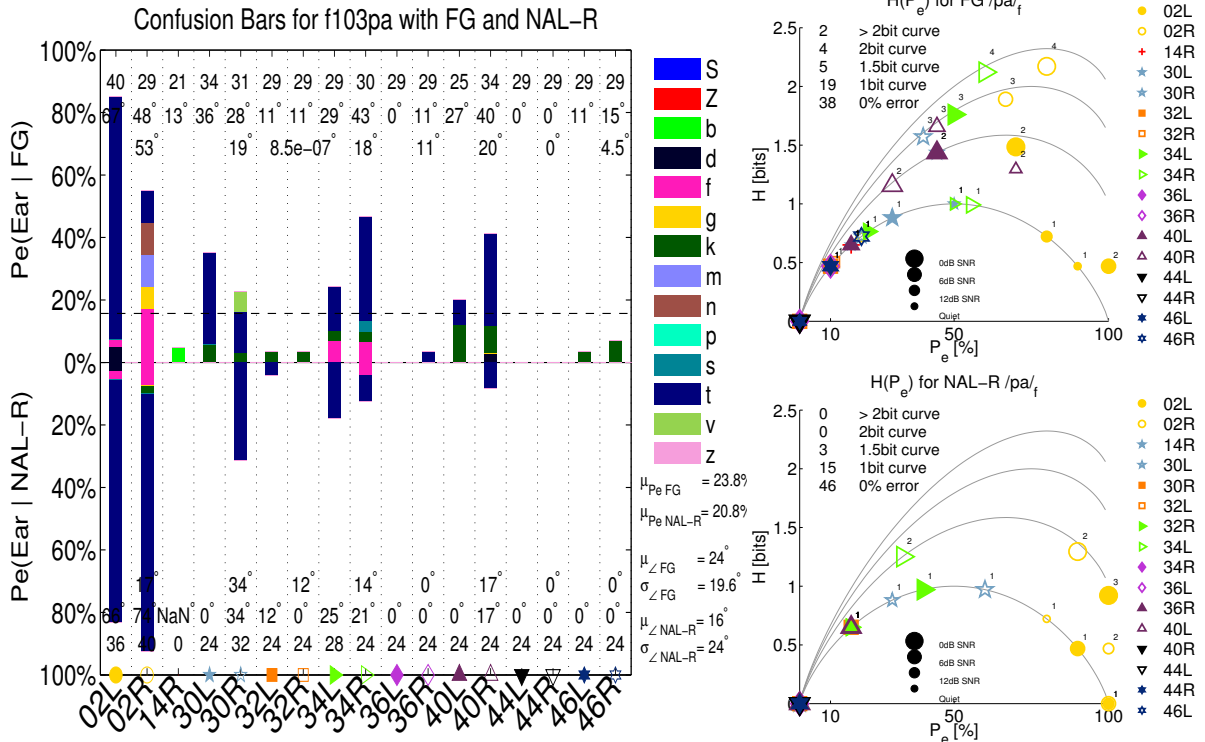 Confusion Bars for f103pa with FG and NAL−R
Pe(Ear | FG)
Pe(Ear | NAL−R)
100%
80%
60%
40%
20%
0%
20%
40%
60%
80%
100%
40 29 21 34 31 29 29 29 30 29 29 25 34 29 29 29 29
67° 48° 13° 36° 28° 11° 11° 29° 43° 0° 11° 27° 40° 0° 0° 11° 15°
53° 19° 8.5e−07° 18° 11° 20° 0° 4.5°
17° 34° 12° 14° 0° 17° 0° 0°
66° 74° NaN° 0° 34° 12° 0° 25° 21° 0° 0° 0° 17° 0° 0° 0° 0°
36 40 0 24 32 24 24 28 24 24 24 24 24 24 24 24 24
02L 02R 14R 30L 30R 32L 32R 34L 34R 36L 36R 40L 40R 44L 44R 46L 46R
S
Z
b
d
f
g
k
m
n
p
s
t
v
z
μPe FG = 23.8%
μPe NAL−R = 20.8%
μ∠FG = 24°
σ∠FG = 19.6°
μ∠NAL−R = 16°
σ∠NAL−R = 24°
H(Pe) for FG /pa/f
2 > 2bit curve
4 2bit curve
5 1.5bit curve
19 1bit curve
38 0% error
H [bits]
2.5
2
1.5
1
0.5
0
0dB SNR
6dB SNR
12dB SNR
Quiet
10 50 100
Pe [%]
02L
02R
14R
30L
30R
32L
32R
34L
34R
36L
36R
40L
40R
44L
44R
46L
46R
H(Pe) for NAL−R /pa/f
0 > 2bit curve
0 2bit curve
3 1.5bit curve
15 1bit curve
46 0% error
H [bits]
2.5
2
1.5
1
0.5
0
0dB SNR
6dB SNR
12dB SNR
Quiet
10 50 100
Pe [%]
02L
02R
14R
30L
30R
32L
32R
34L
34R
36L
36R
40L
40R
44L
44R
46L